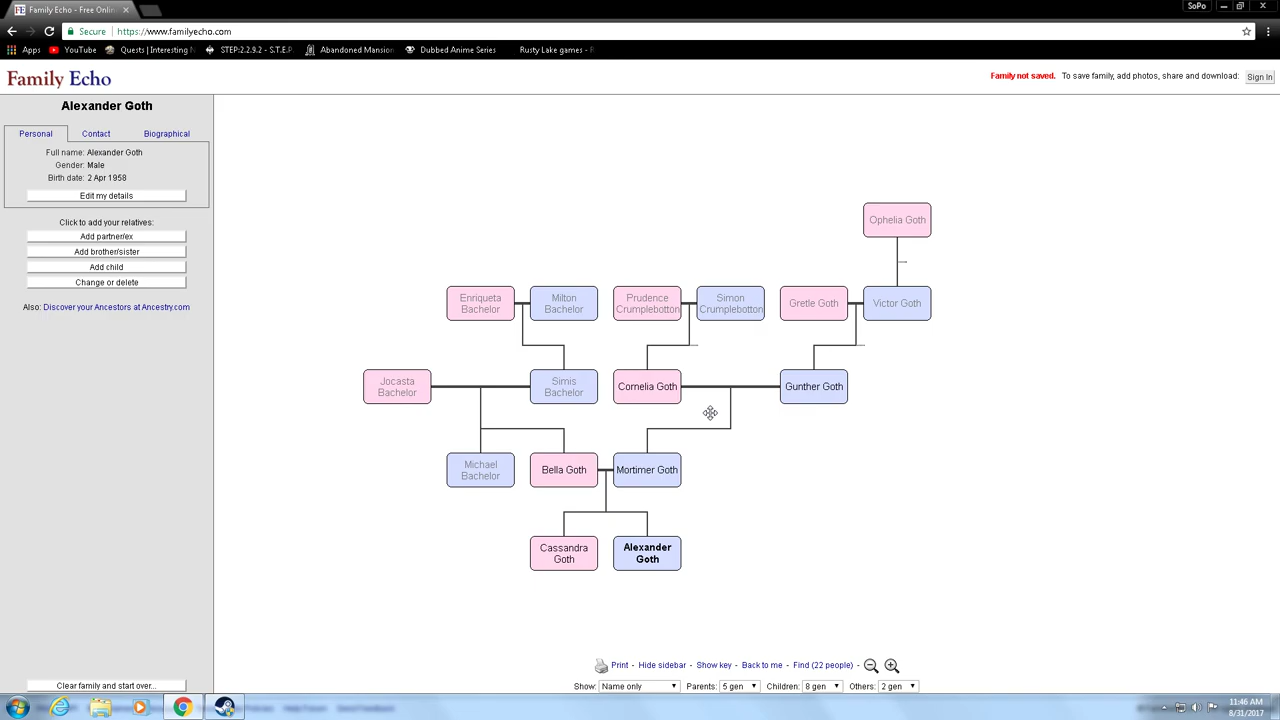 Family Echo - Free Online
SoPo
Secure
https://www.familyecho.com
Apps
YouTube
Quests | Interesting N
STEP:2.2.9.2 - S.T.E.P.
Abandoned Mansion
Dubbed Anime Series
Rusty Lake games - R
Family Echo
Family not saved. To save family, add photos, share and download:
Sign In
Alexander Goth
Personal
Contact
Biographical
Full name: Alexander Goth
Gender: Male
Birth date: 2 Apr 1958
Edit my details
Click to add your relatives:
Add partner/ex
Add brother/sister
Add child
Change or delete
Also: Discover your Ancestors at Ancestry.com
Ophelia Goth
Enriqueta
Bachelor
Milton
Bachelor
Prudence
Crumplebotton
Simon
Crumplebotton
Gretle Goth
Victor Goth
Jocasta
Bachelor
Simis
Bachelor
Cornelia Goth
Gunther Goth
Michael
Bachelor
Bella Goth
Mortimer Goth
Cassandra
Goth
Alexander
Goth
Print - Hide sidebar - Show key - Back to me - Find (22 people)
Show: Name only
Parents: 5 gen
Children: 8 gen
Others: 2 gen
Clear family and start over...
11:46 AM
8/31/2017